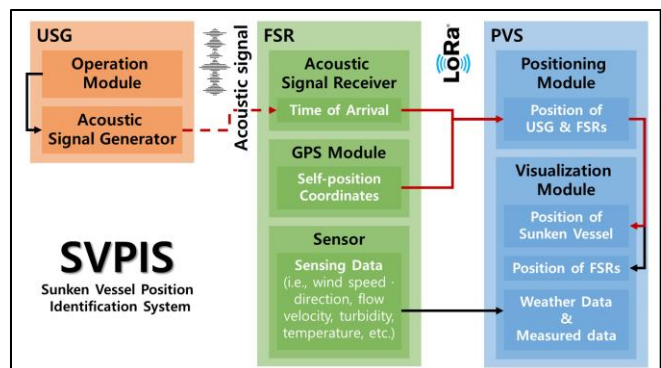 USG
Operation
Module
Acoustic
Signal Generator
Acoustic signal
FSR
Acoustic
Signal Receiver
Time of Arrival
GPS Module
Self-position
Coordinates
Sensor
Sensing Data
(i.e., wind speed ·
direction, flow
velocity, turbidity,
temperature, etc.)
LoRa
PVS
Positioning
Module
Position of
USG & FSRs
Visualization
Module
Position of
Sunken Vessel
Position of FSRs
Weather Data
&
Measured data
SVPIS
Sunken Vessel Position
Identification System